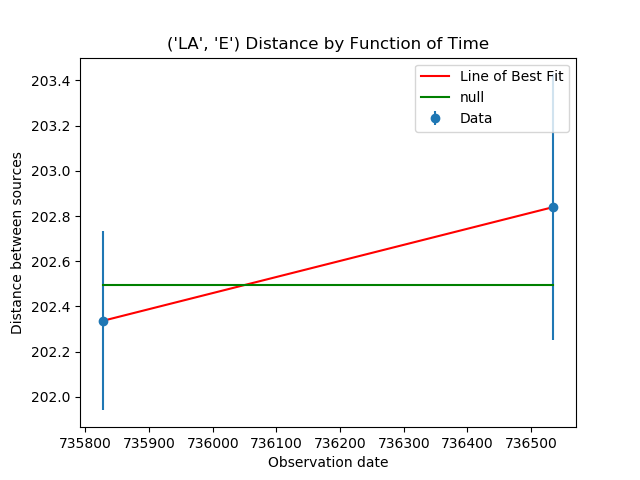 ('LA', 'E') Distance by Function of Time
Line of Best Fit
null
Data
Distance between sources
203.4
203.2
203.0
202.8
202.6
202.4
202.2
202.0
735800 735900 736000 736100 736200 736300 736400 736500
Observation date